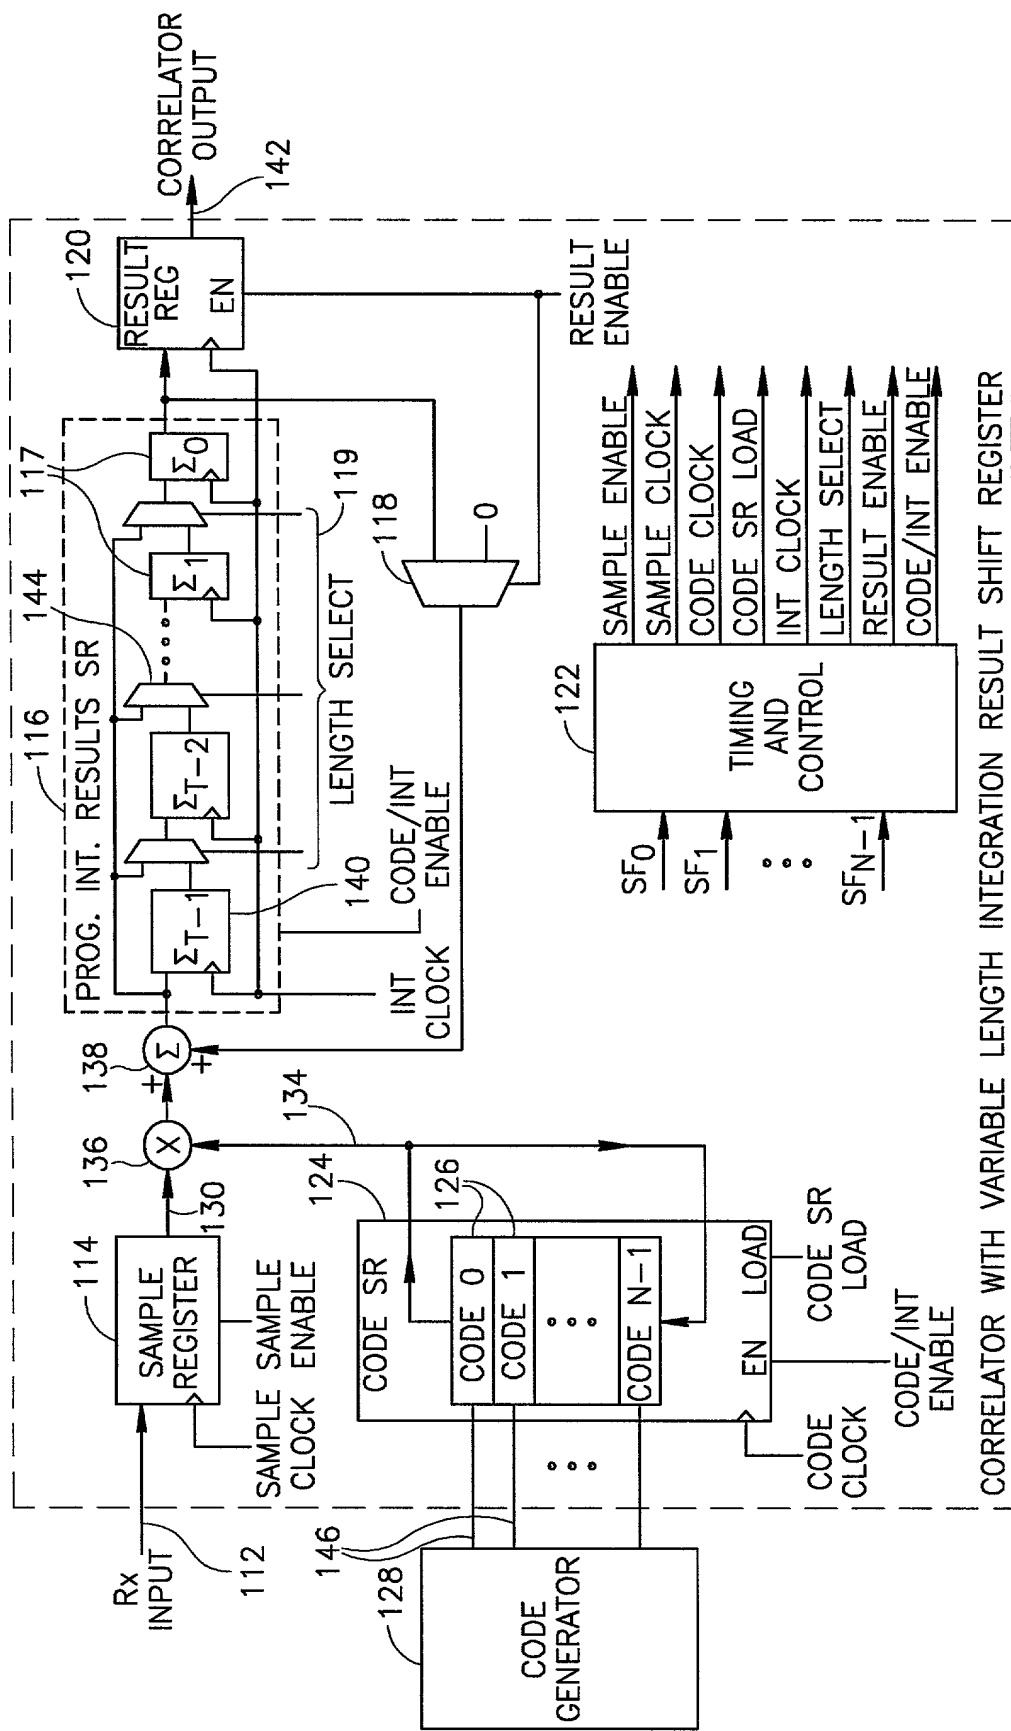 Rx
INPUT
112
114
SAMPLE
REGISTER
SAMPLE
CLOCK
SAMPLE
ENABLE
130
136
X
138
+
+
Σ
116
PROG. INT. RESULTS SR
ΣT-1
ΣT-2
Σ1
Σ0
144
117
140
INT
CLOCK
CODE/INT
ENABLE
LENGTH SELECT
119
118
0
120
RESULT
REG
EN
142
CORRELATOR
OUTPUT
RESULT
ENABLE
134
124
126
CODE SR
CODE 0
CODE 1
CODE N-1
EN
LOAD
CODE
CLOCK
CODE/INT
ENABLE
CODE SR
LOAD
146
128
CODE
GENERATOR
122
TIMING
AND
CONTROL
SF0
SF1
SFN-1
SAMPLE ENABLE
SAMPLE CLOCK
CODE CLOCK
CODE SR LOAD
INT CLOCK
LENGTH SELECT
RESULT ENABLE
CODE/INT ENABLE
CORRELATOR WITH VARIABLE LENGTH INTEGRATION RESULT SHIFT REGISTER